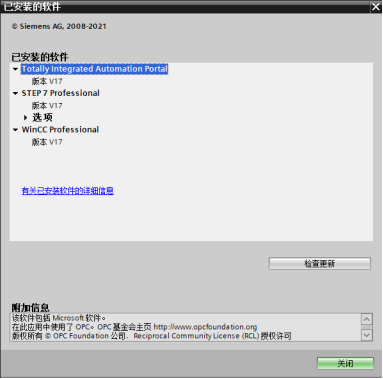 已安装的软件
© Siemens AG, 2008-2021
已安装的软件
Totally Integrated Automation Portal
版本 V17
STEP 7 Professional
版本 V17
选项
WinCC Professional
版本 V17
有关已安装软件的详细信息
检查更新
附加信息
该软件包括 Microsoft 软件。
在此应用中使用了 OPC。OPC 基金会主页 http://www.opcfoundation.org
版权所有 © OPC Foundation 公司．Reciprocal Community License (RCL) 授权许可
关闭